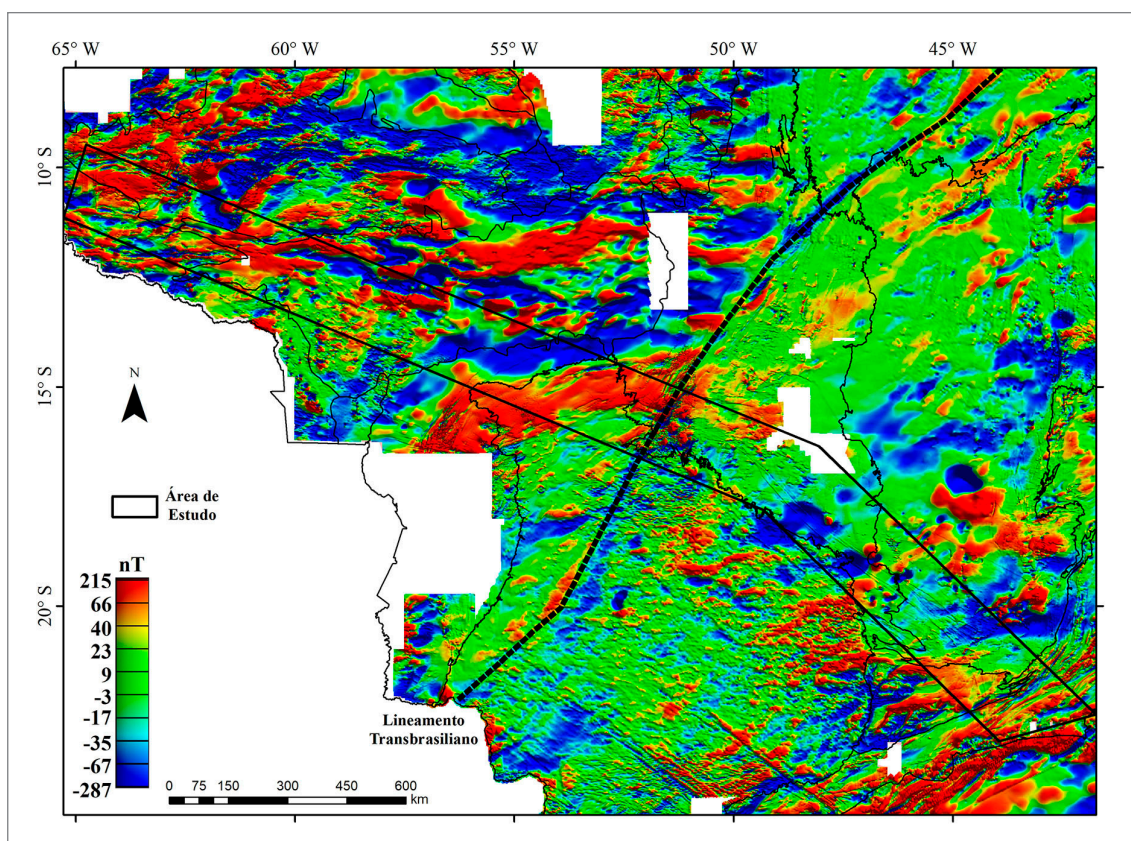 65° W 60° W 55° W 50° W 45° W
10° S
15° S
20° S
N
Área de
Estudo
nT
215
66
40
23
9
-3
-17
-35
-67
-287
Lineamento
Transbrasiliano
0 75 150 300 450 600
km